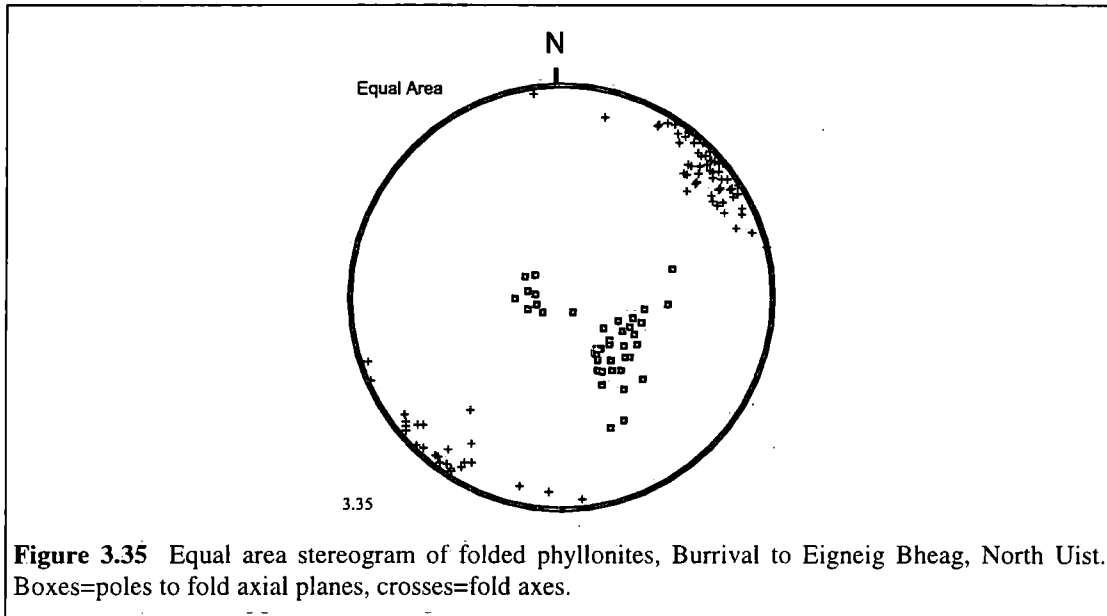 N
Equal Area
3.35
Figure 3.35 Equal area stereogram of folded phyllonites, Burrival to Eigneig Bheag, North Uist.
Boxes=poles to fold axial planes, crosses=fold axes.